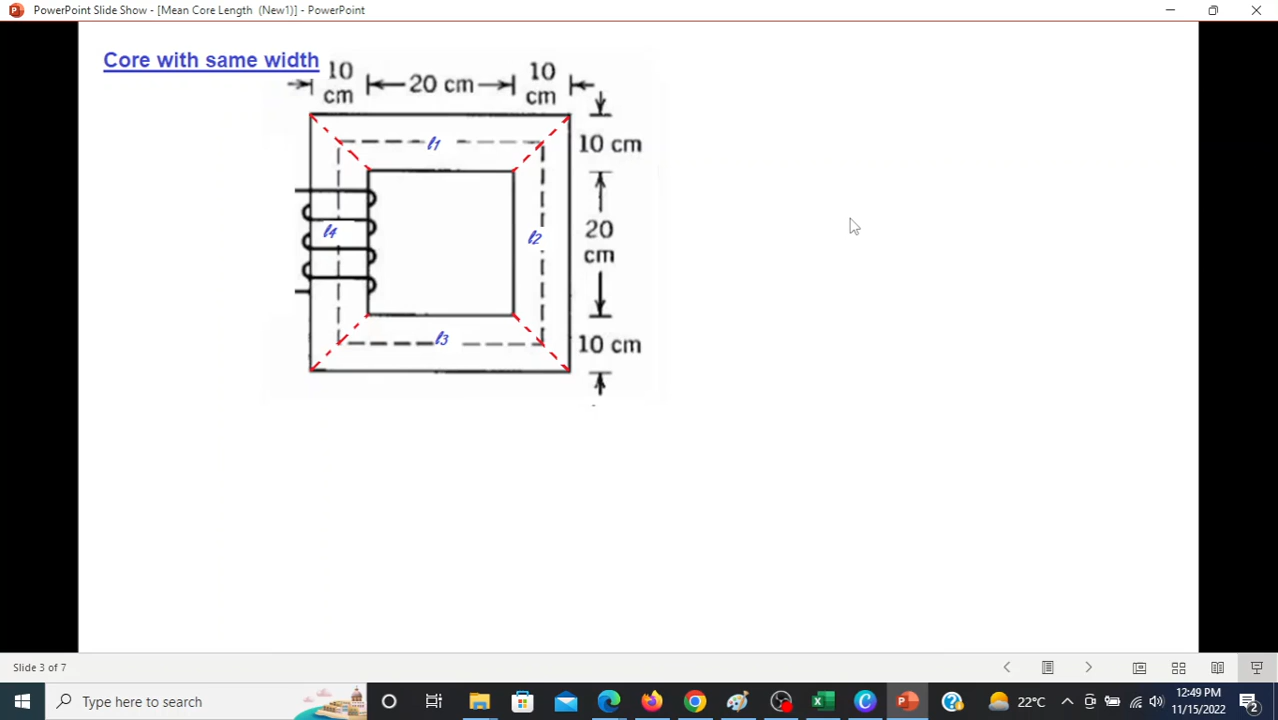 PowerPoint Slide Show - [Mean Core Length (New1)] - PowerPoint
Core with same width
10 cm
20 cm
10 cm
10 cm
20 cm
10 cm
ℓ1
ℓ4
ℓ2
ℓ3
Slide 3 of 7
Type here to search
22°C
12:49 PM
11/15/2022
2